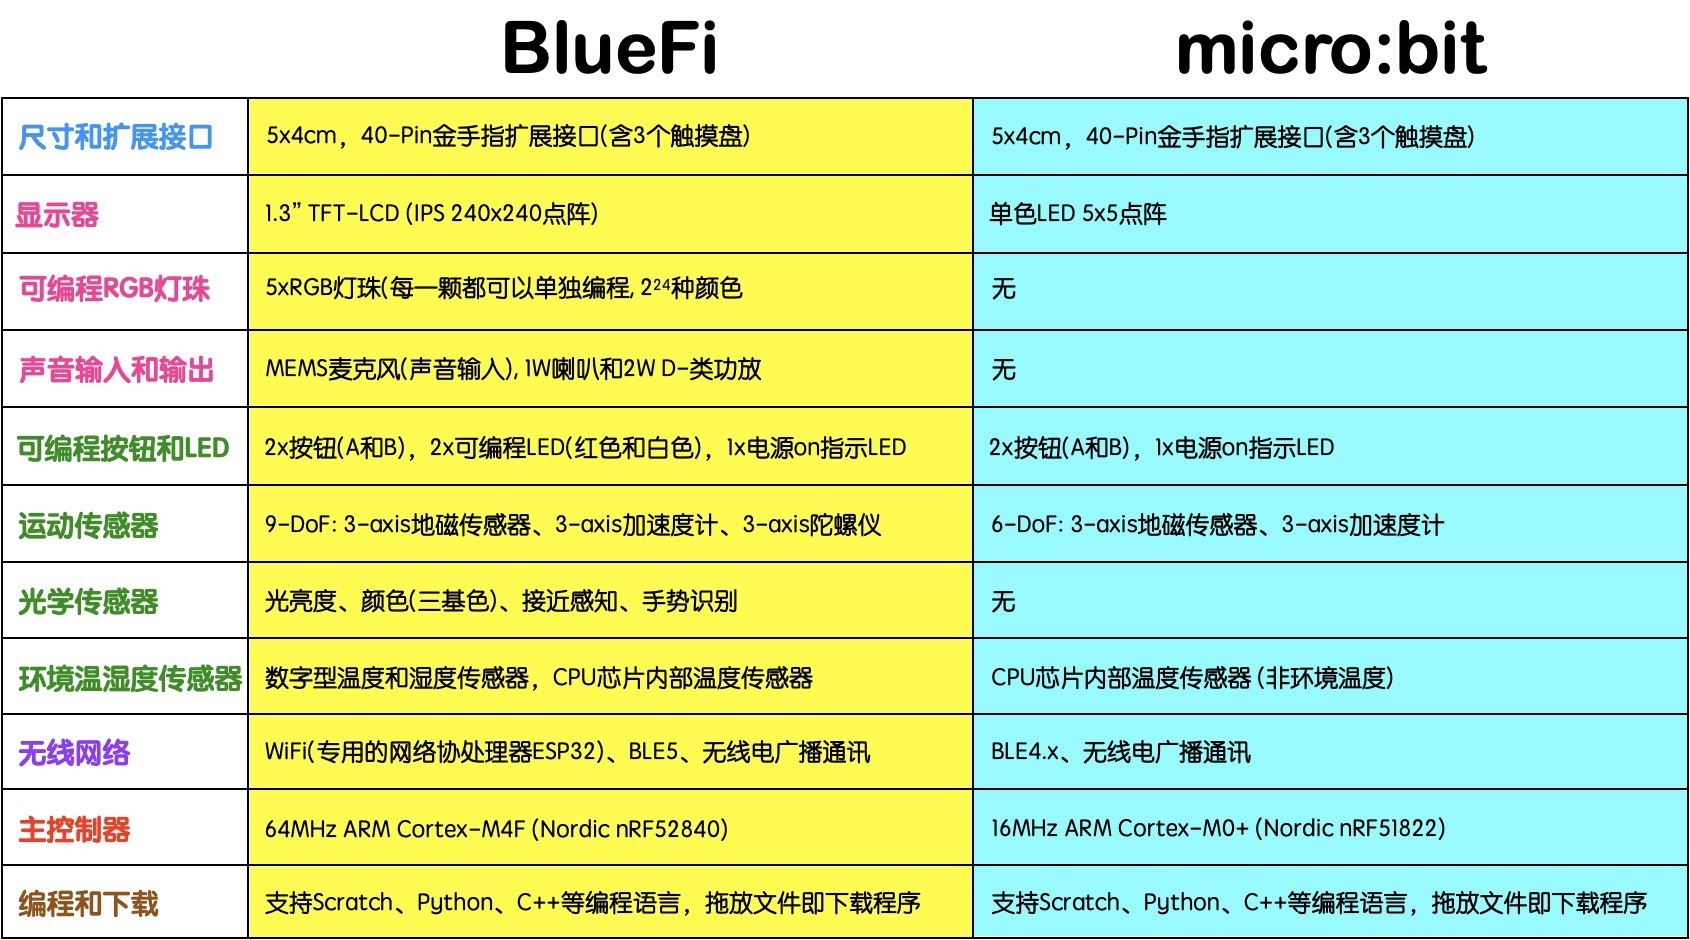 BlueFi micro:bit
尺寸和扩展接口 5x4cm，40-Pin金手指扩展接口(含3个触摸盘) 5x4cm，40-Pin金手指扩展接口(含3个触摸盘)
显示器 1.3” TFT-LCD (IPS 240x240点阵) 单色LED 5x5点阵
可编程RGB灯珠 5xRGB灯珠(每一颗都可以单独编程, 2²⁴种颜色 无
声音输入和输出 MEMS麦克风(声音输入), 1W喇叭和2W D-类功放 无
可编程按钮和LED 2x按钮(A和B)，2x可编程LED(红色和白色)，1x电源on指示LED 2x按钮(A和B)，1x电源on指示LED
运动传感器 9-DoF: 3-axis地磁传感器、3-axis加速度计、3-axis陀螺仪 6-DoF: 3-axis地磁传感器、3-axis加速度计
光学传感器 光亮度、颜色(三基色)、接近感知、手势识别 无
环境温湿度传感器 数字型温度和湿度传感器，CPU芯片内部温度传感器 CPU芯片内部温度传感器 (非环境温度)
无线网络 WiFi(专用的网络协处理器ESP32)、BLE5、无线电广播通讯 BLE4.x、无线电广播通讯
主控制器 64MHz ARM Cortex-M4F (Nordic nRF52840) 16MHz ARM Cortex-M0+ (Nordic nRF51822)
编程和下载 支持Scratch、Python、C++等编程语言，拖放文件即下载程序 支持Scratch、Python、C++等编程语言，拖放文件即下载程序